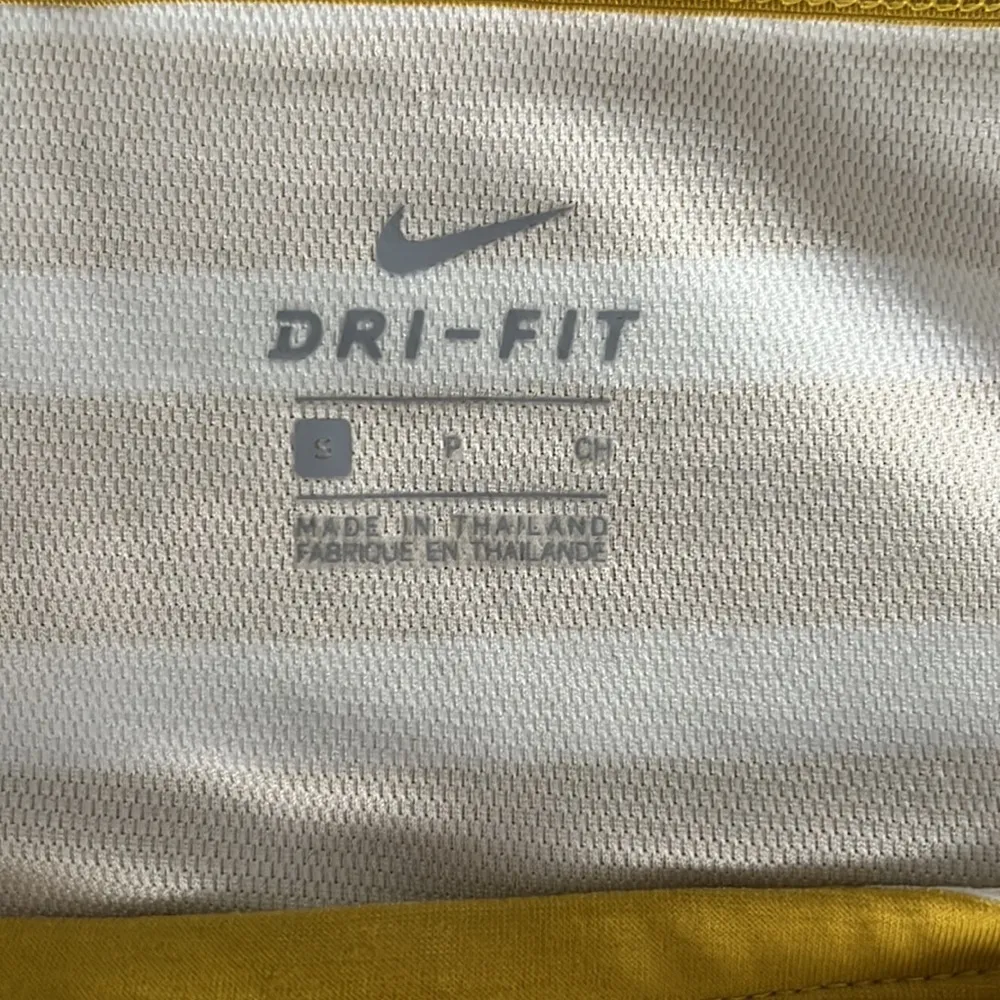 DRI-FIT
S P CH
MADE IN THAILAND
FABRIQUE EN THAILANDE